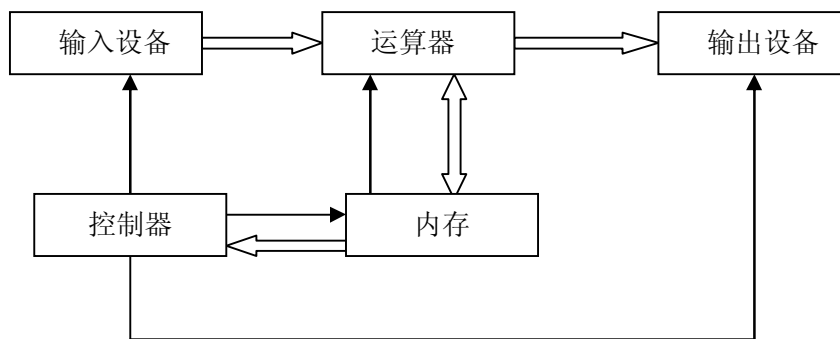 输入设备
运算器
输出设备
控制器
内存